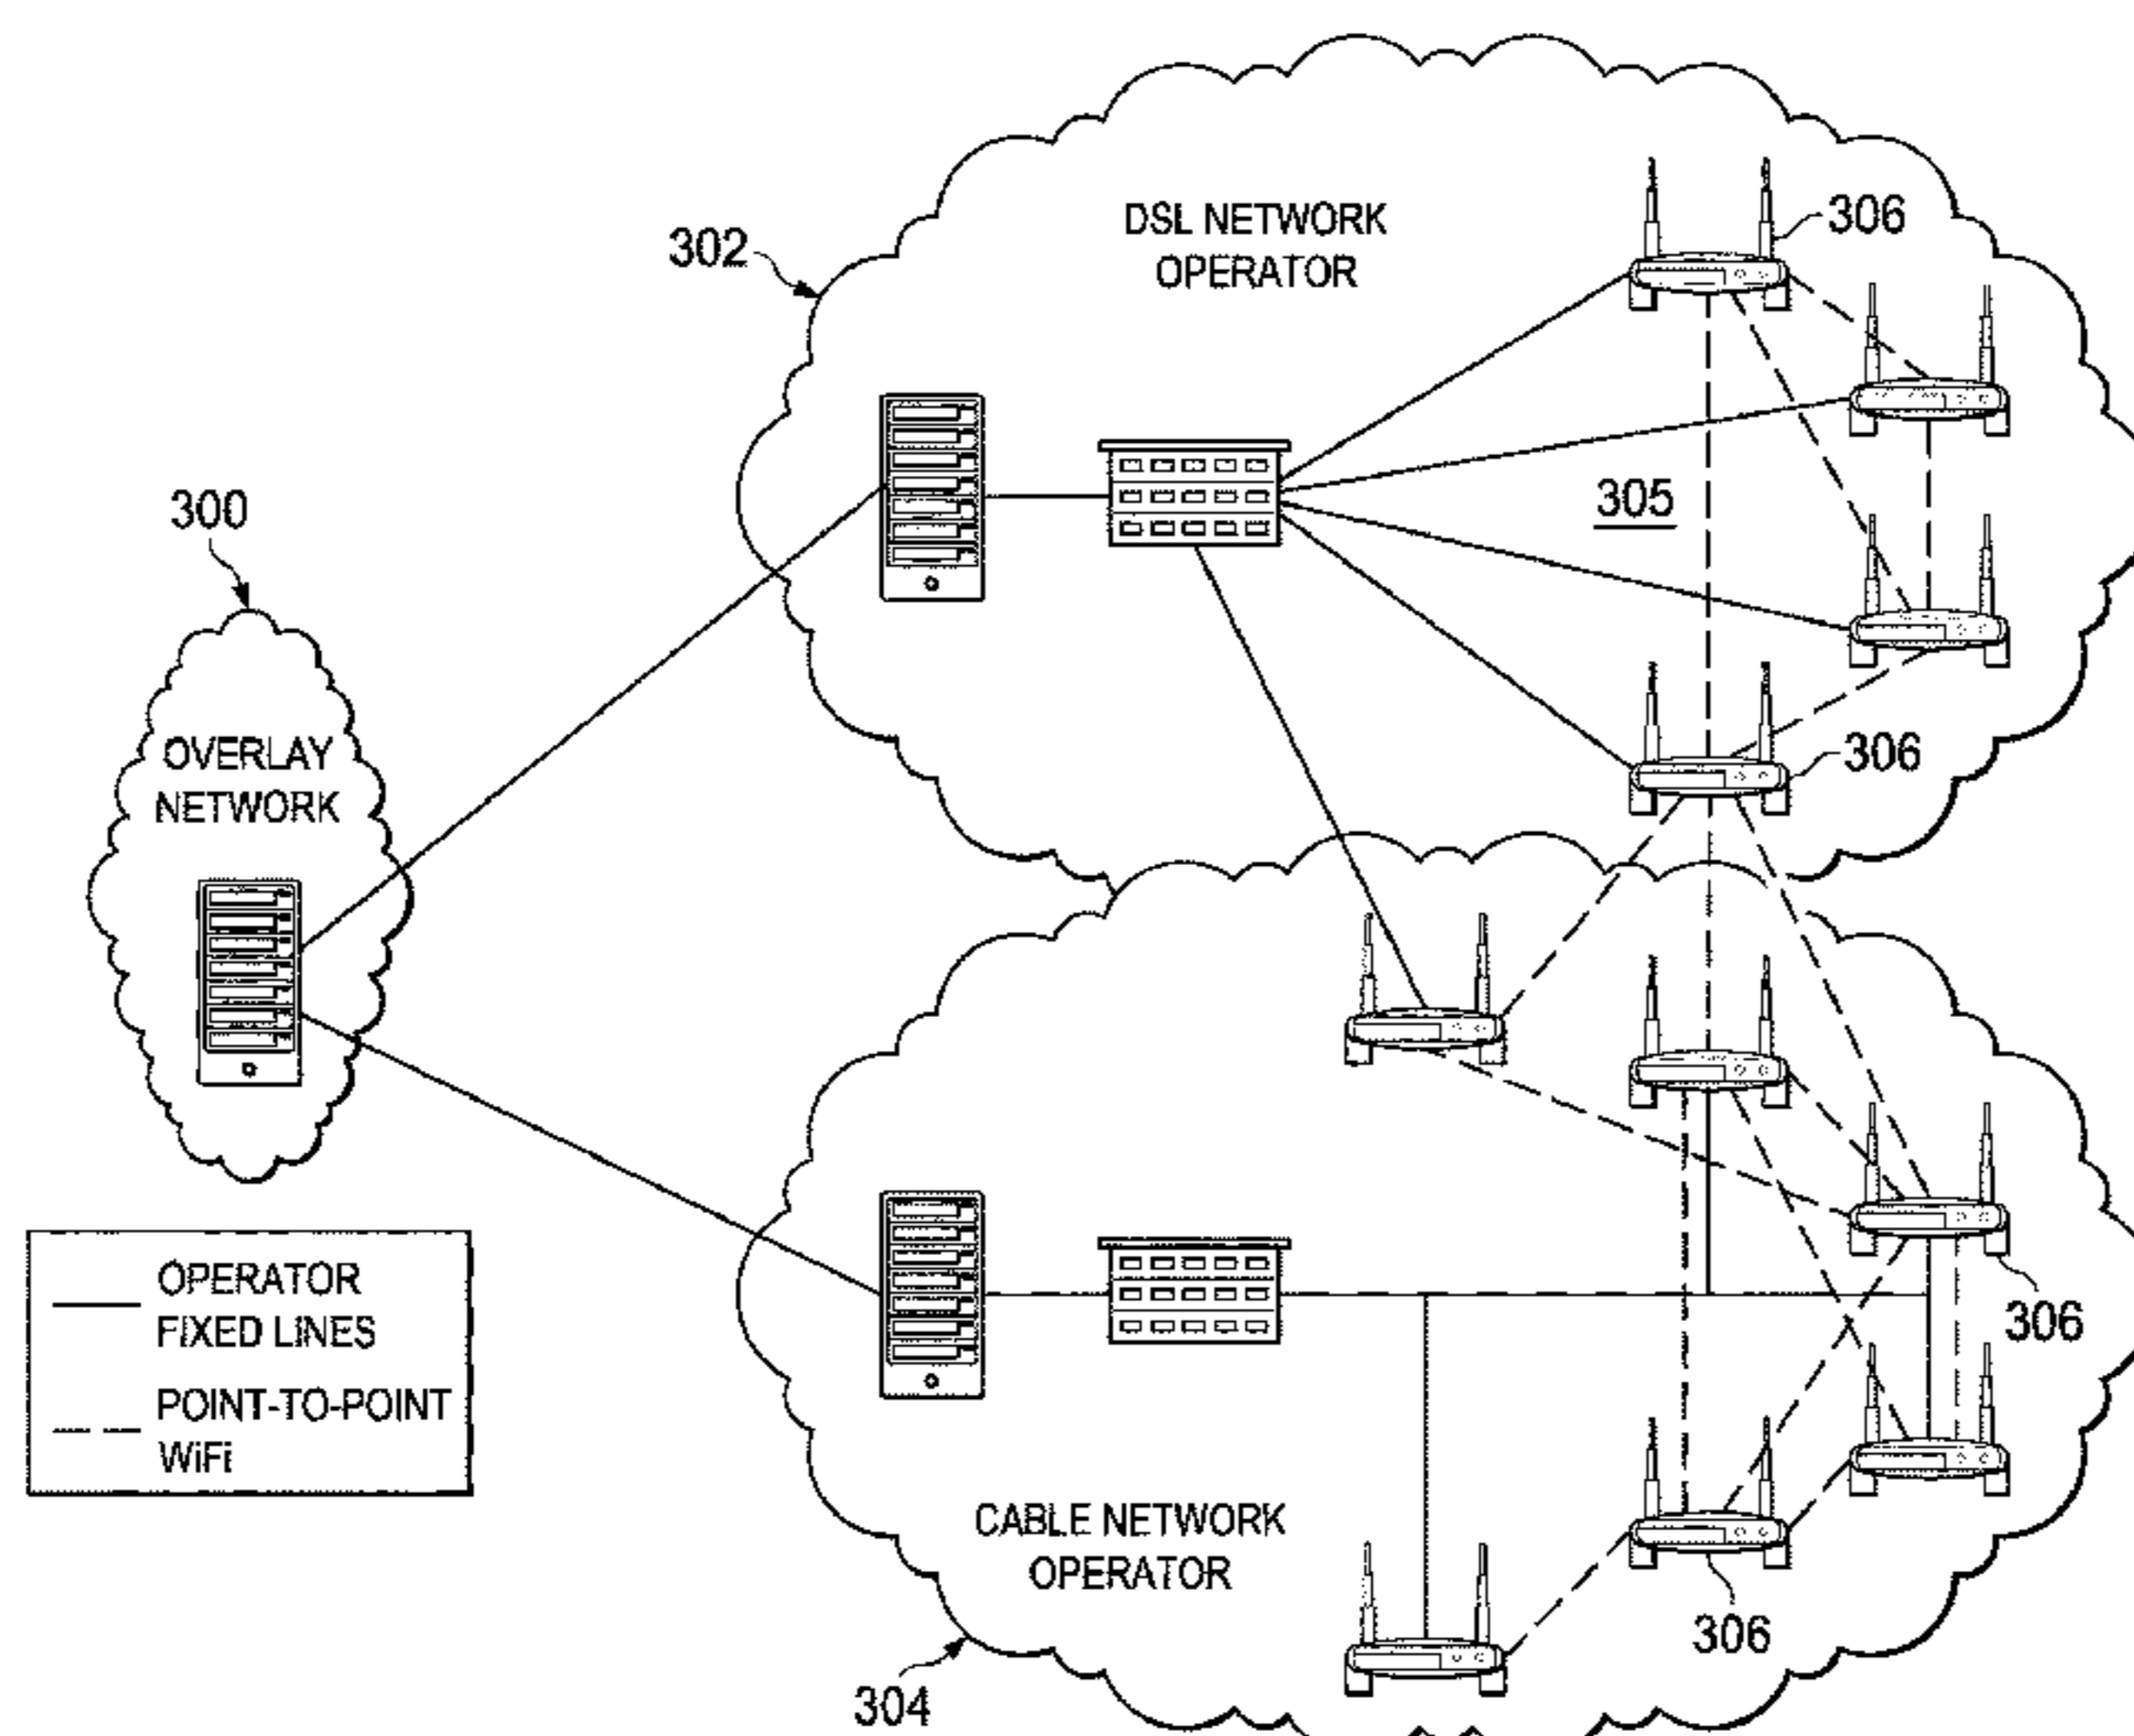 DSL NETWORK
OPERATOR
302
306
305
300
OVERLAY
NETWORK
306
OPERATOR
FIXED LINES
POINT-TO-POINT
WiFi
306
CABLE NETWORK
OPERATOR
306
304